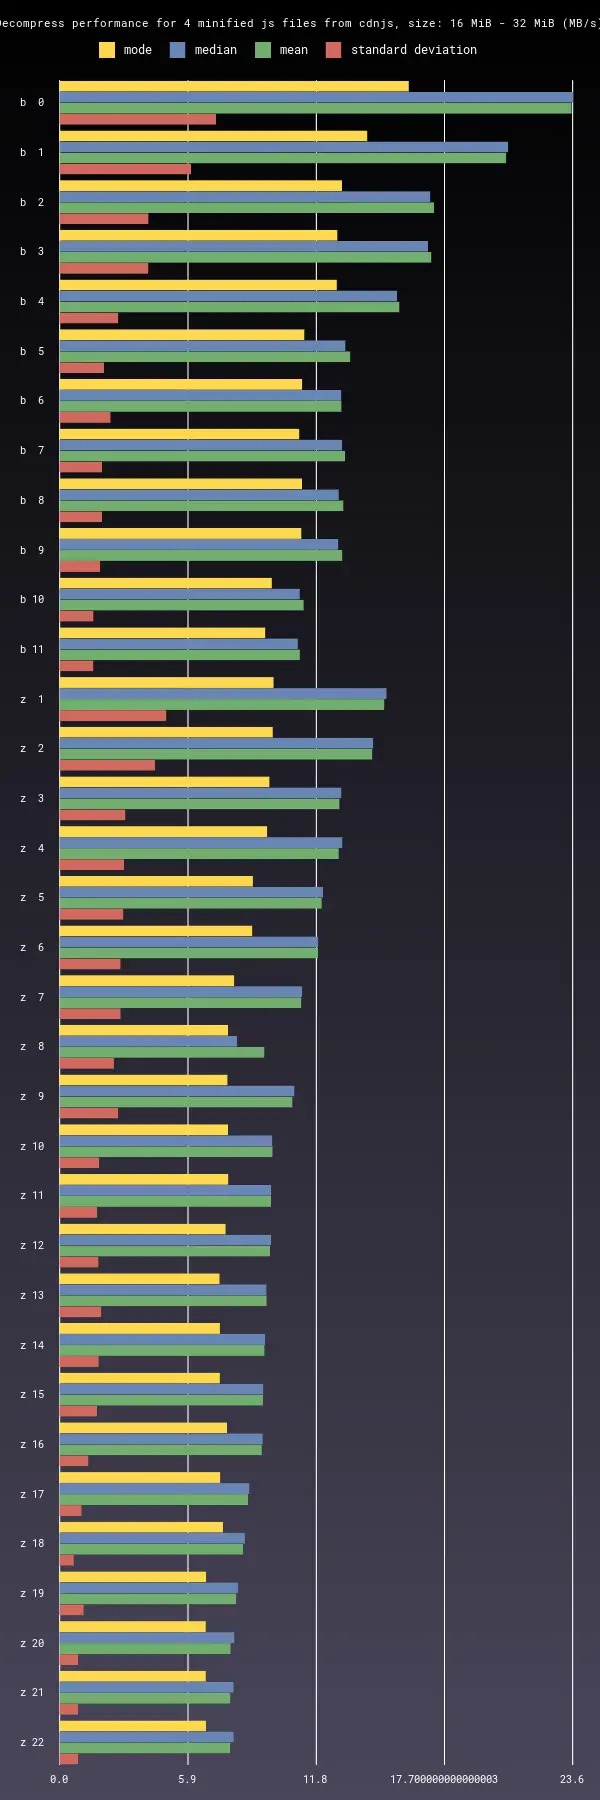 Decompress performance for 4 minified js files from cdnjs, size: 16 MiB - 32 MiB (MB/s)
mode median mean standard deviation
b 0
b 1
b 2
b 3
b 4
b 5
b 6
b 7
b 8
b 9
b 10
b 11
z 1
z 2
z 3
z 4
z 5
z 6
z 7
z 8
z 9
z 10
z 11
z 12
z 13
z 14
z 15
z 16
z 17
z 18
z 19
z 20
z 21
z 22
0.0 5.9 11.8 17.700000000000003 23.6